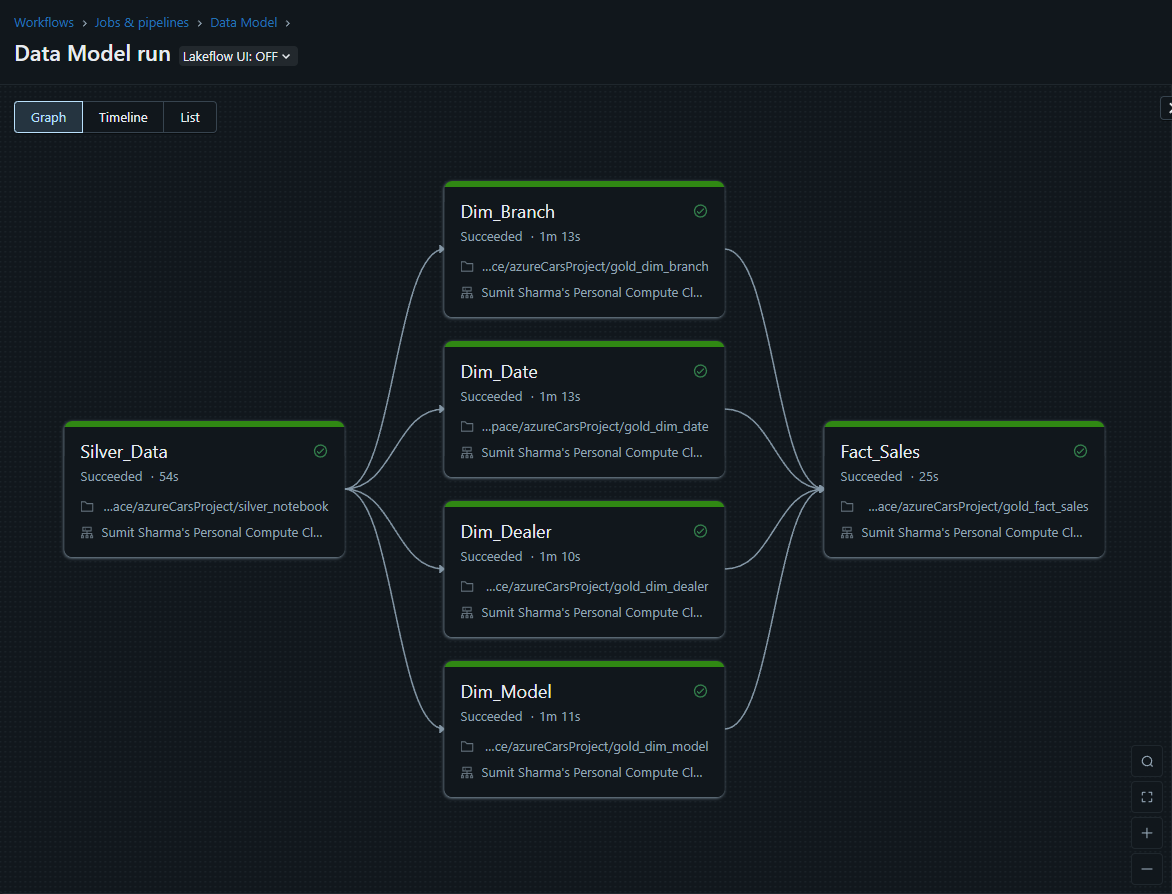 Workflows › Jobs & pipelines › Data Model ›
Data Model run Lakeflow UI: OFF
Graph Timeline List
Silver_Data
Succeeded · 54s
...ace/azureCarsProject/silver_notebook
Sumit Sharma's Personal Compute Cl...
Dim_Branch
Succeeded · 1m 13s
...ce/azureCarsProject/gold_dim_branch
Sumit Sharma's Personal Compute Cl...
Dim_Date
Succeeded · 1m 13s
...pace/azureCarsProject/gold_dim_date
Sumit Sharma's Personal Compute Cl...
Dim_Dealer
Succeeded · 1m 10s
...ce/azureCarsProject/gold_dim_dealer
Sumit Sharma's Personal Compute Cl...
Dim_Model
Succeeded · 1m 11s
...ce/azureCarsProject/gold_dim_model
Sumit Sharma's Personal Compute Cl...
Fact_Sales
Succeeded · 25s
...ace/azureCarsProject/gold_fact_sales
Sumit Sharma's Personal Compute Cl...